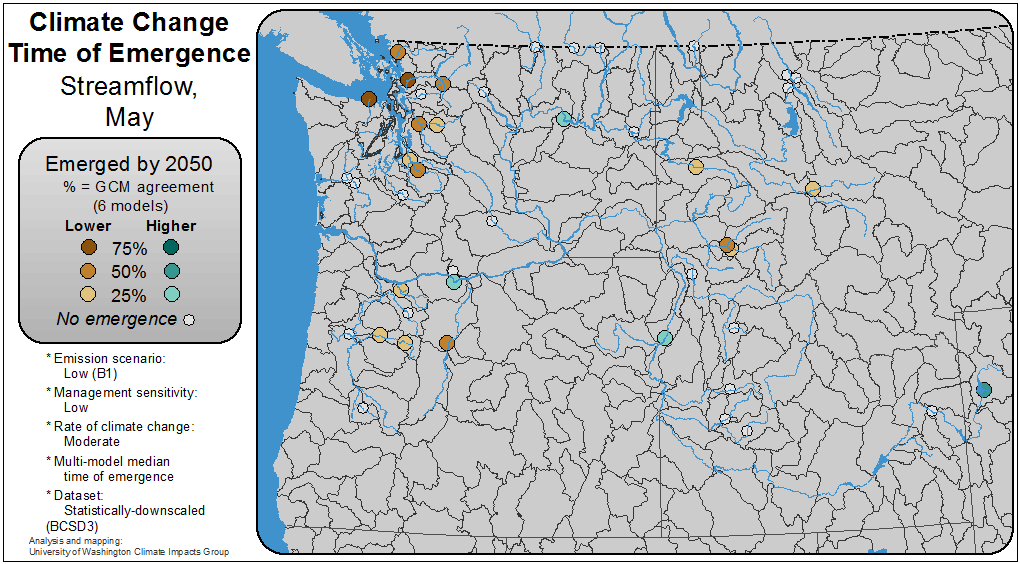 Climate Change
Time of Emergence
Streamflow,
May
Emerged by 2050
% = GCM agreement
(6 models)
Lower Higher
75%
50%
25%
No emergence
* Emission scenario:
Low (B1)
* Management sensitivity:
Low
* Rate of climate change:
Moderate
* Multi-model median
time of emergence
* Dataset:
Statistically-downscaled
(BCSD3)
Analysis and mapping:
University of Washington Climate Impacts Group